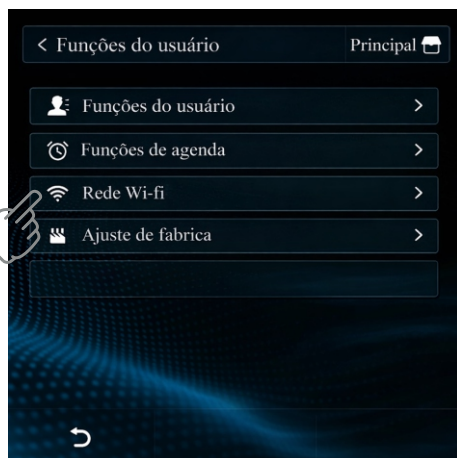 Funções do usuário
Principal
Funções do usuário
Funções de agenda
Rede Wi-fi
Ajuste de fabrica